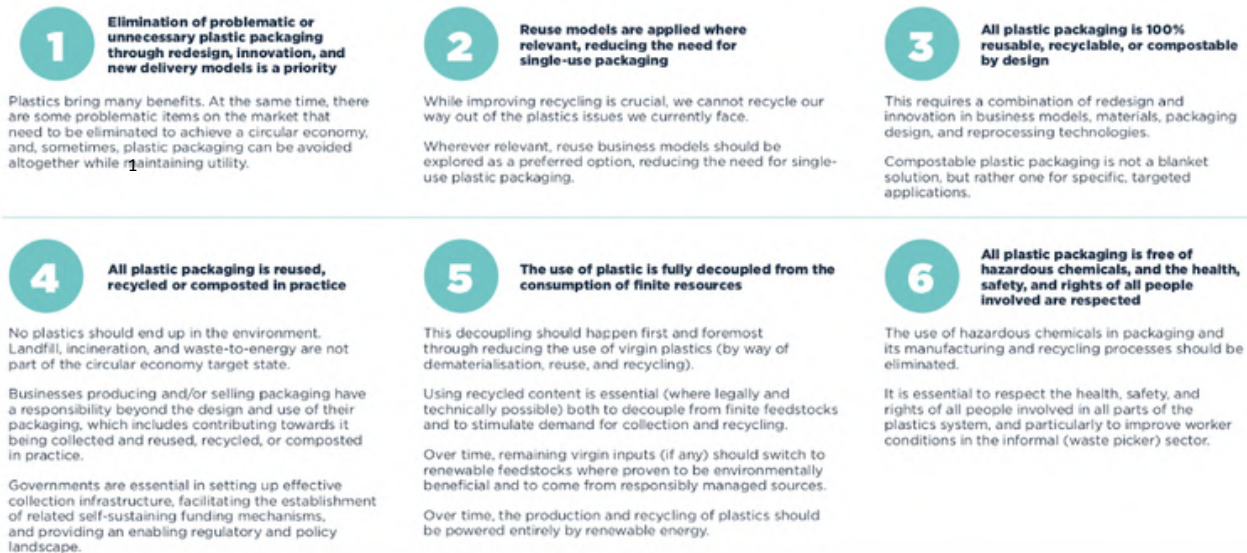 1
Elimination of problematic or
unnecessary plastic packaging
through redesign, innovation, and
new delivery models is a priority
Plastics bring many benefits. At the same time, there
are some problematic items on the market that
need to be eliminated to achieve a circular economy,
and, sometimes, plastic packaging can be avoided
altogether while maintaining utility.
1
2
Reuse models are applied where
relevant, reducing the need for
single-use packaging
While improving recycling is crucial, we cannot recycle our
way out of the plastics issues we currently face.
Wherever relevant, reuse business models should be
explored as a preferred option, reducing the need for single-
use plastic packaging.
3
All plastic packaging is 100%
reusable, recyclable, or compostable
by design
This requires a combination of redesign and
innovation in business models, materials, packaging
design, and reprocessing technologies.
Compostable plastic packaging is not a blanket
solution, but rather one for specific, targeted
applications.
4
All plastic packaging is reused,
recycled or composted in practice
No plastics should end up in the environment.
Landfill, incineration, and waste-to-energy are not
part of the circular economy target state.
Businesses producing and/or selling packaging have
a responsibility beyond the design and use of their
packaging, which includes contributing towards it
being collected and reused, recycled, or composted
in practice.
Governments are essential in setting up effective
collection infrastructure, facilitating the establishment
of related self-sustaining funding mechanisms,
and providing an enabling regulatory and policy
landscape.
5
The use of plastic is fully decoupled from the
consumption of finite resources
This decoupling should happen first and foremost
through reducing the use of virgin plastics (by way of
dematerialisation, reuse, and recycling).
Using recycled content is essential (where legally and
technically possible) both to decouple from finite feedstocks
and to stimulate demand for collection and recycling.
Over time, remaining virgin inputs (if any) should switch to
renewable feedstocks where proven to be environmentally
beneficial and to come from responsibly managed sources.
Over time, the production and recycling of plastics should
be powered entirely by renewable energy.
6
All plastic packaging is free of
hazardous chemicals, and the health,
safety, and rights of all people
involved are respected
The use of hazardous chemicals in packaging and
its manufacturing and recycling processes should be
eliminated.
It is essential to respect the health, safety, and
rights of all people involved in all parts of the
plastics system, and particularly to improve worker
conditions in the informal (waste picker) sector.